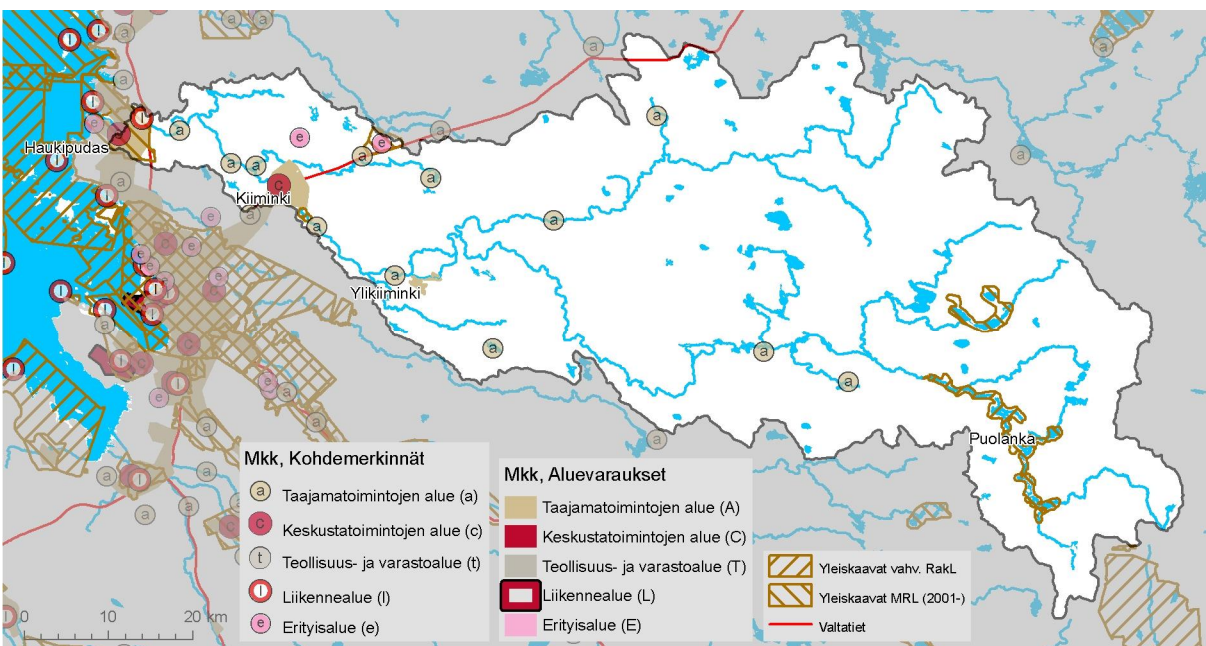 Haukipudas
Kiiminki
Ylikiiminki
Puolanka
Mkk, Kohdemerkinnät
a Taajamatoimintojen alue (a)
c Keskustatoimintojen alue (c)
t Teollisuus- ja varastoalue (t)
l Liikennealue (l)
e Erityisalue (e)
0 10 20 km
Mkk, Aluevaraukset
Taajamatoimintojen alue (A)
Keskustatoimintojen alue (C)
Teollisuus- ja varastoalue (T)
Liikennealue (L)
Erityisalue (E)
Yleiskaavat vahv. RakL
Yleiskaavat MRL (2001-)
Valtatiet